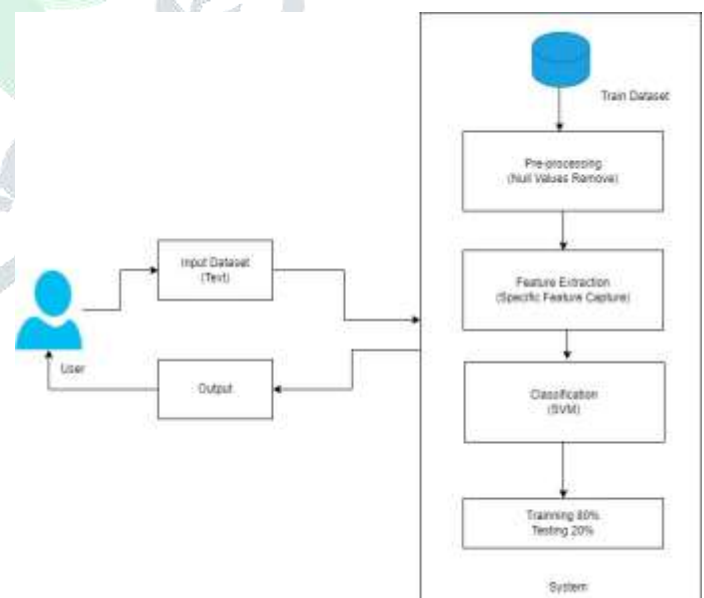 Train Dataset
Pre-processing
(Null Values Remove)
Input Dataset
(Text)
Feature Extraction
(Specific Feature Capture)
User
Output
Classification
(SVM)
Trainning 80%
Testing 20%
System